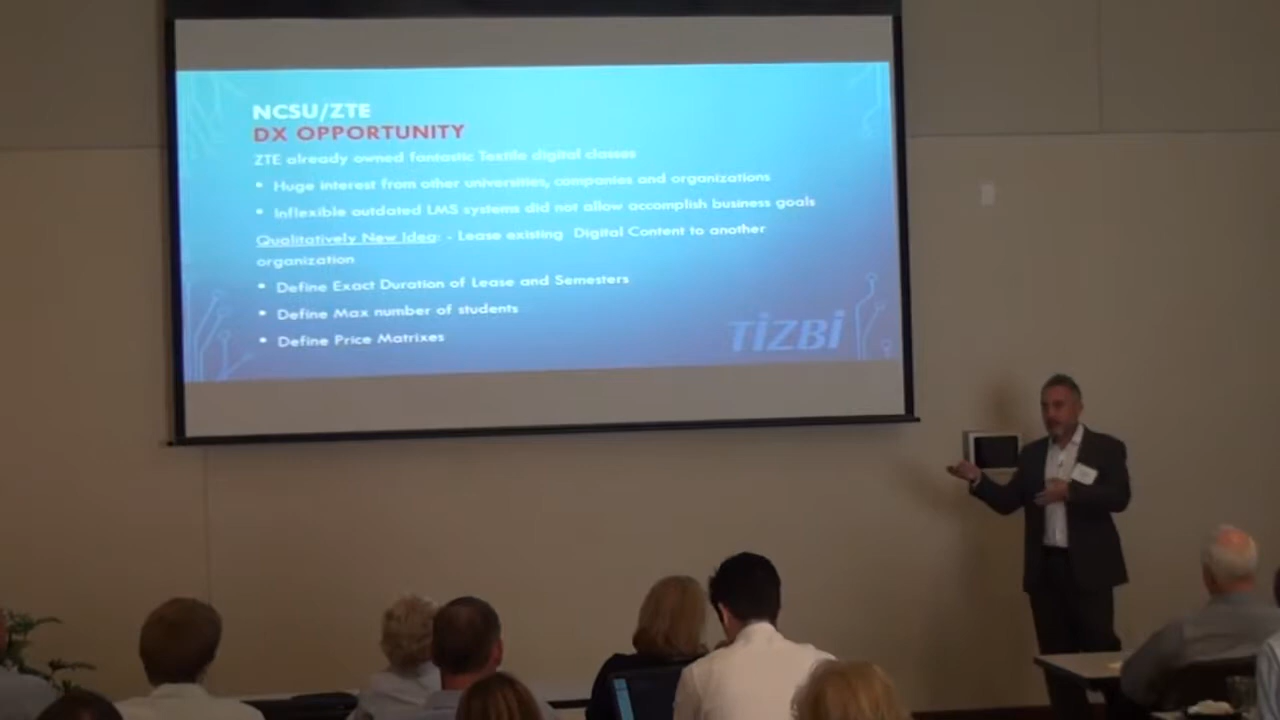 NCSU/ZTE
DX OPPORTUNITY
ZTE already owned fantastic Textile digital classes
• Huge interest from other universities, companies and organizations
• Inflexible outdated LMS systems did not allow accomplish business goals
Qualitatively New Idea: - Lease existing Digital Content to another
organization
• Define Exact Duration of Lease and Semesters
• Define Max number of students
• Define Price Matrixes
TİZBİ